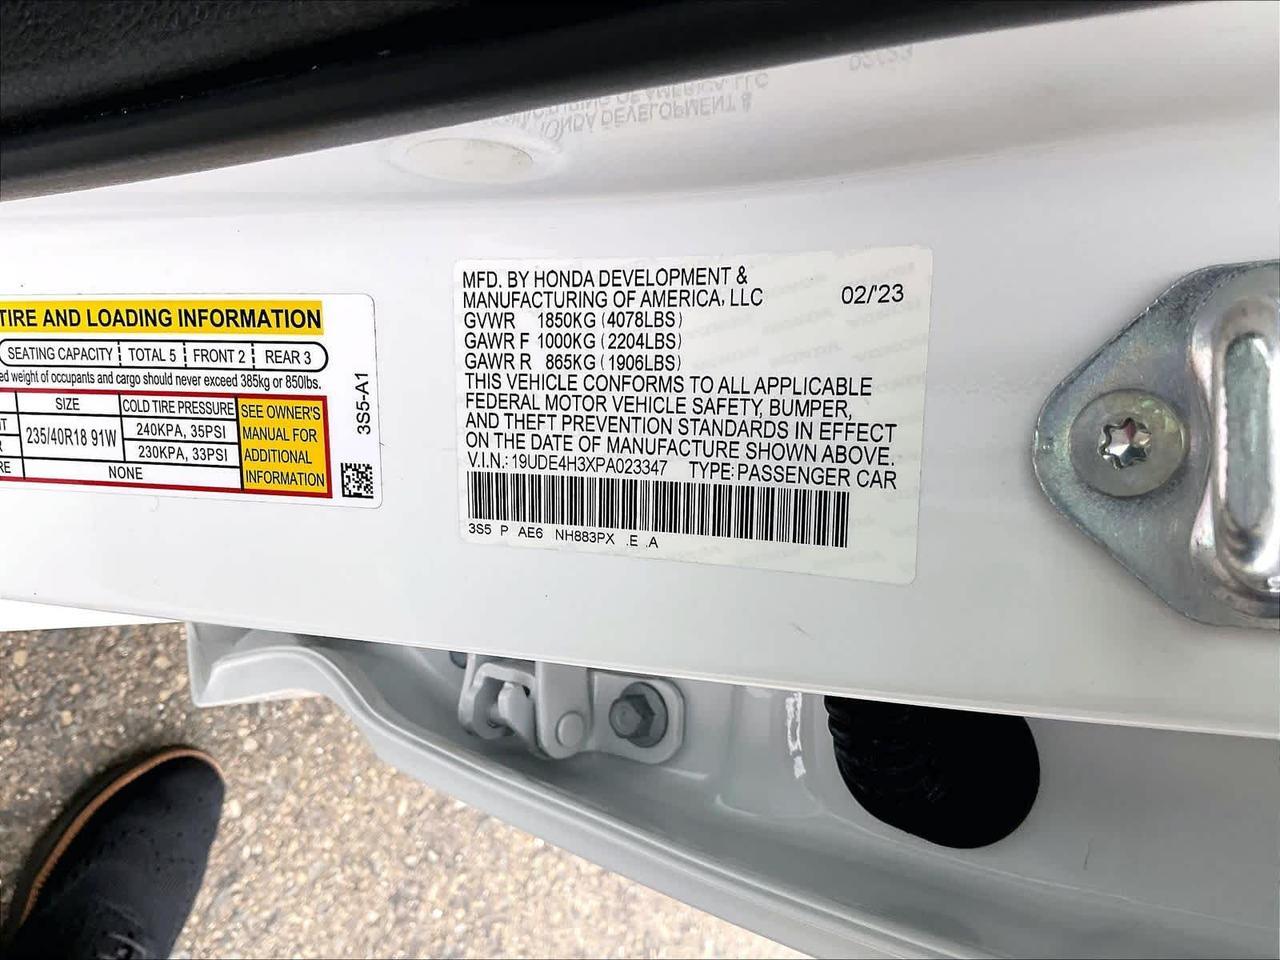 TIRE AND LOADING INFORMATION
SEATING CAPACITY TOTAL 5 FRONT 2 REAR 3
weight of occupants and cargo should never exceed 385kg or 850lbs.
SIZE COLD TIRE PRESSURE
235/40R18 91W 240KPA, 35PSI
230KPA, 33PSI
NONE
SEE OWNER'S
MANUAL FOR
ADDITIONAL
INFORMATION
3S5-A1
MFD. BY HONDA DEVELOPMENT &
MANUFACTURING OF AMERICA, LLC 02/'23
GVWR 1850KG (4078LBS)
GAWR F 1000KG (2204LBS)
GAWR R 865KG (1906LBS)
THIS VEHICLE CONFORMS TO ALL APPLICABLE
FEDERAL MOTOR VEHICLE SAFETY, BUMPER,
AND THEFT PREVENTION STANDARDS IN EFFECT
ON THE DATE OF MANUFACTURE SHOWN ABOVE.
V.I.N.: 19UDE4H3XPA023347 TYPE: PASSENGER CAR
3S5 P AE6 NH883PX .E .A